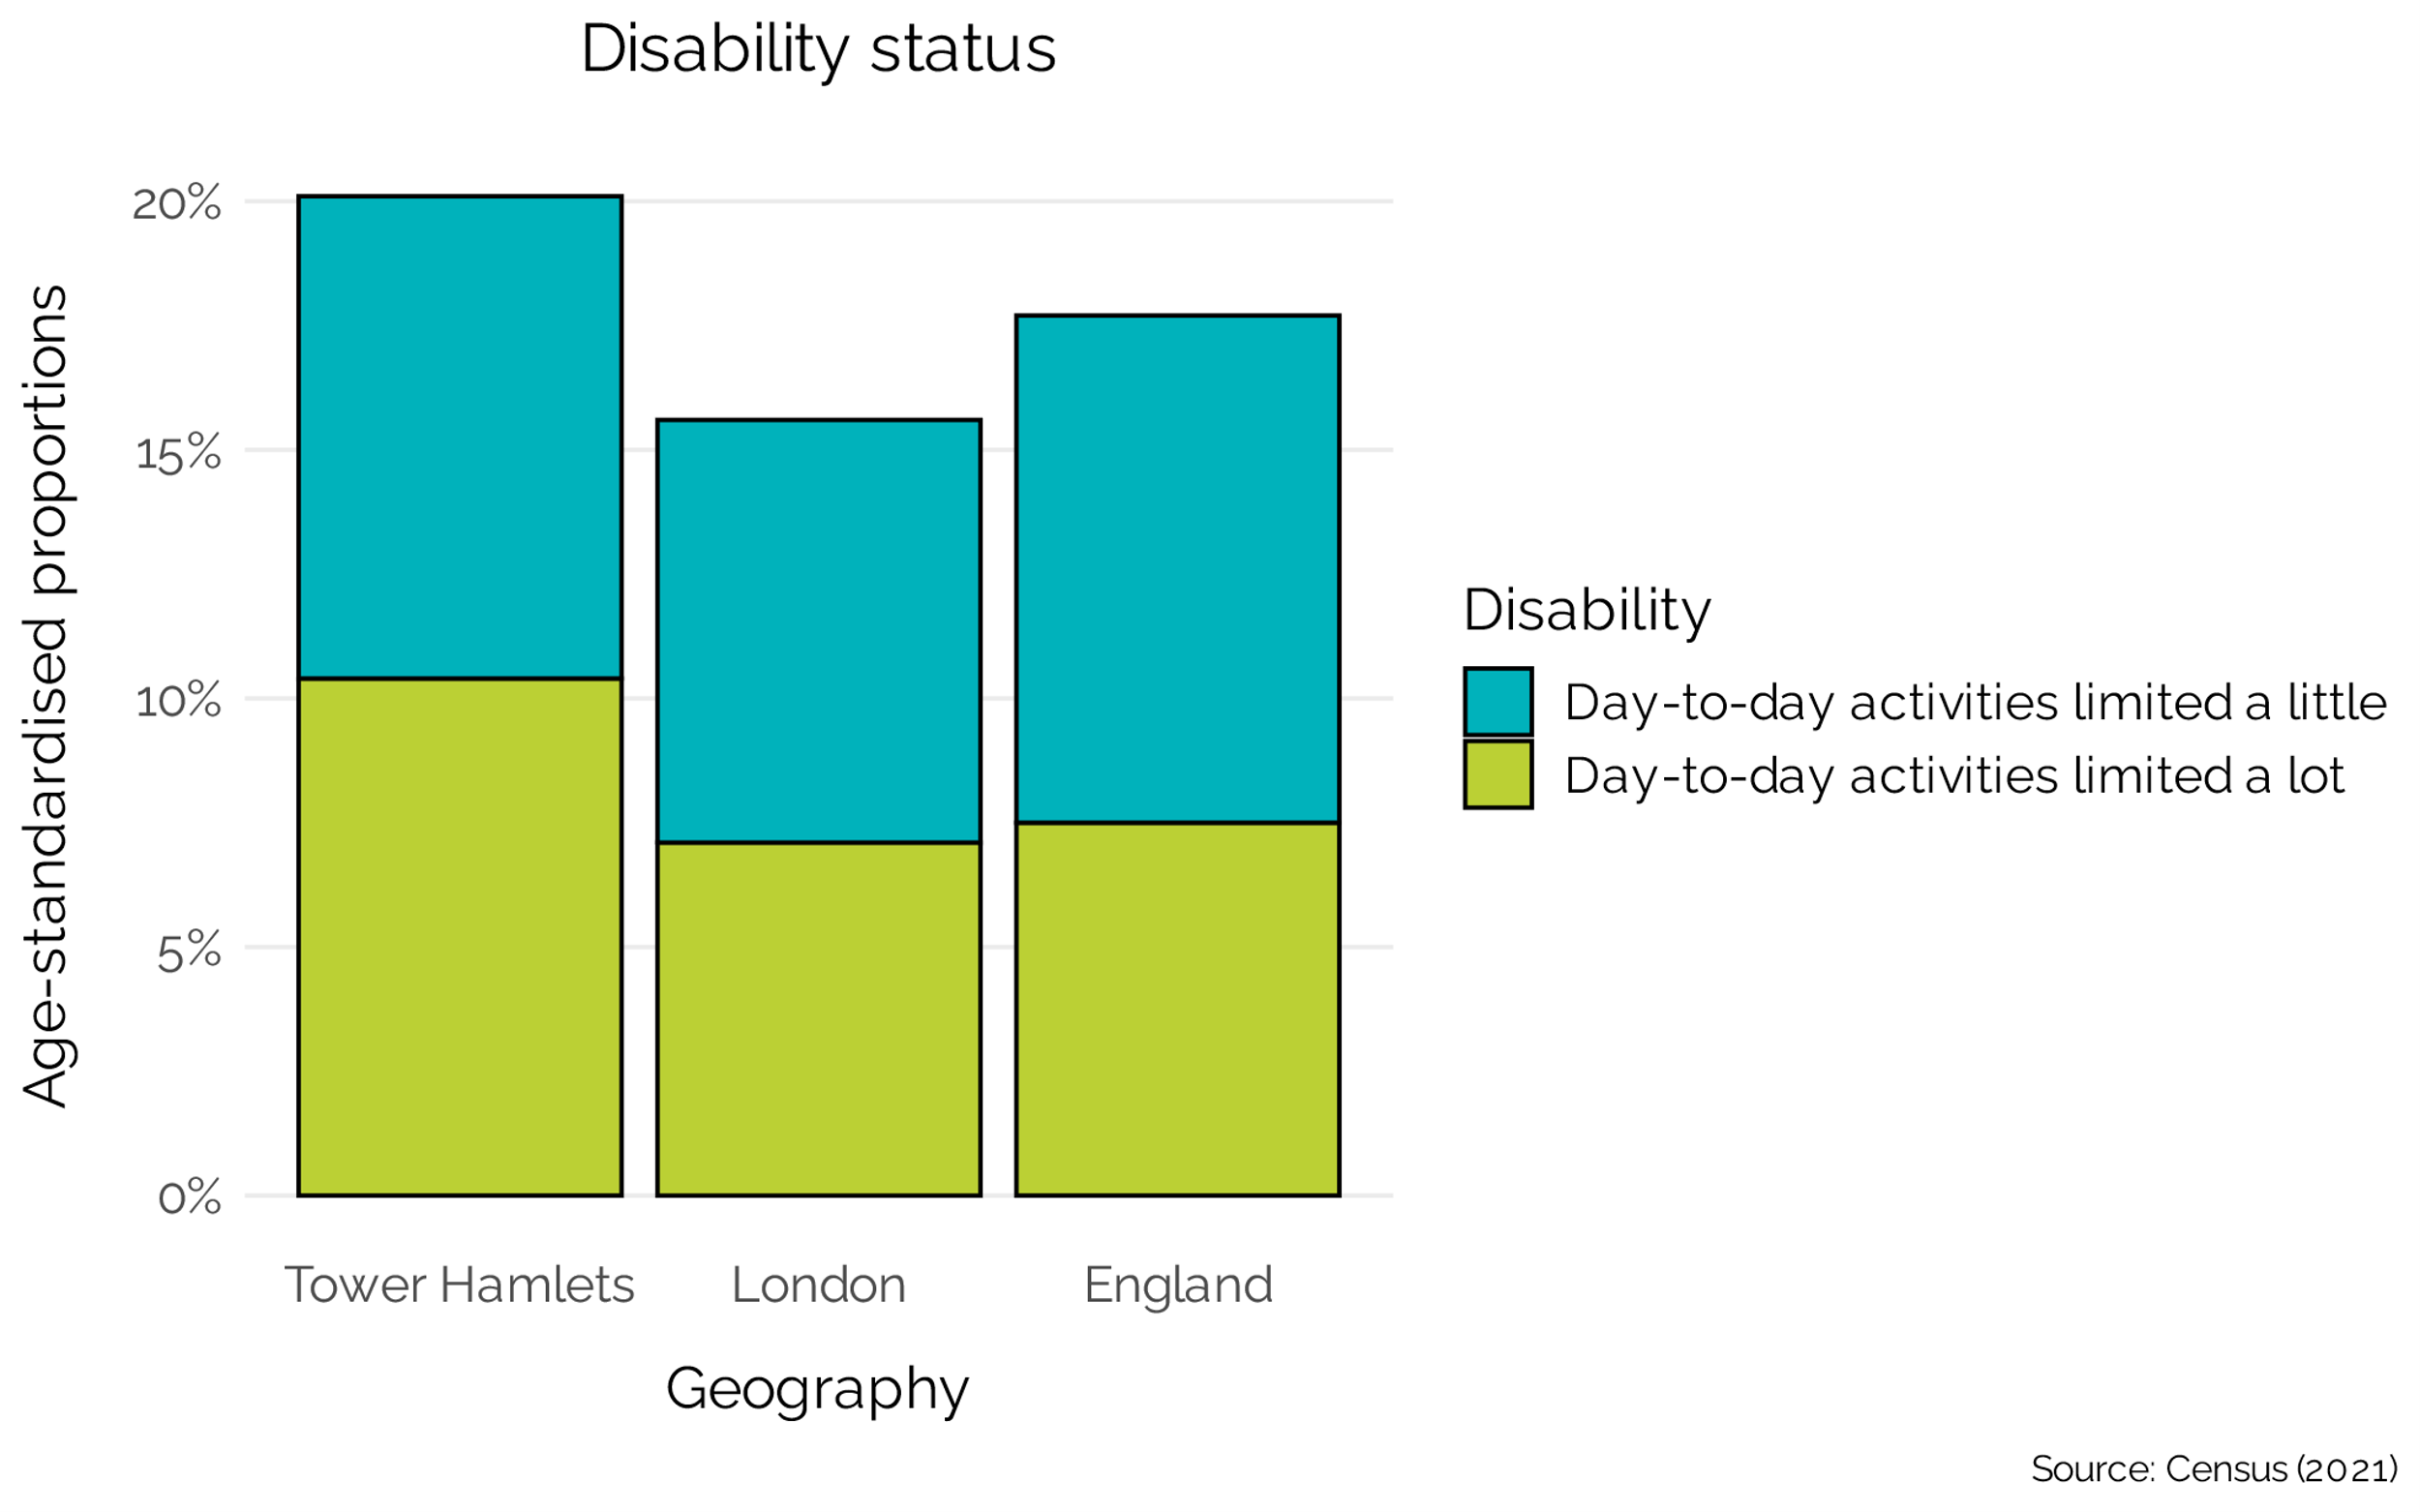 Disability status
Age-standardised proportions
20%
15%
10%
5%
0%
Tower Hamlets
London
England
Geography
Disability
Day-to-day activities limited a little
Day-to-day activities limited a lot
Source: Census (2021)